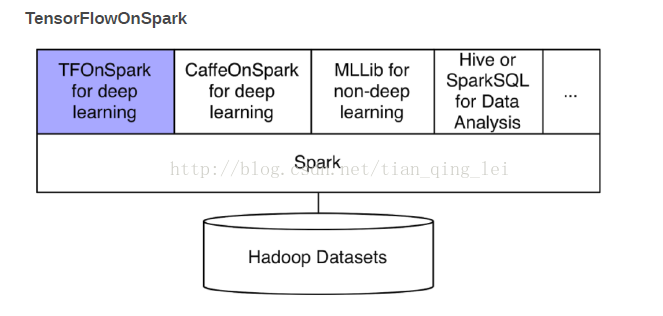 TensorFlowOnSpark
TFOnSpark
for deep
learning
CaffeOnSpark
for deep
learning
MLLib for
non-deep
learning
Hive or
SparkSQL
for Data
Analysis
...
Spark
http://blog.csdn.net/tian_qing_lei
Hadoop Datasets